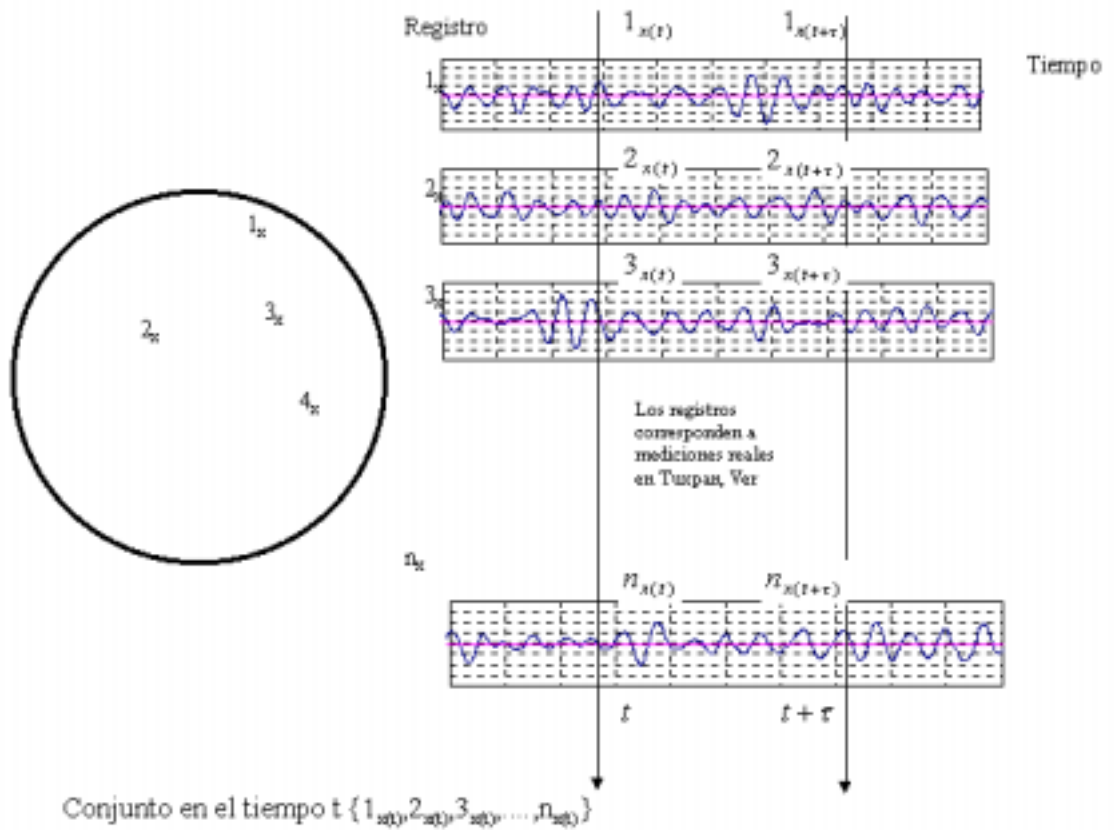 Registro
1ₓ(t)
1ₓ(t+τ)
Tiempo
1ₓ
2ₓ(t)
2ₓ(t+τ)
2ₓ
3ₓ(t)
3ₓ(t+τ)
3ₓ
1ₓ
3ₓ
2ₓ
4ₓ
Los registros
corresponden a
mediciones reales
en Tuxpan, Ver
nₓ
nₓ(t)
nₓ(t+τ)
t
t + τ
Conjunto en el tiempo t {1ₓ(t),2ₓ(t),3ₓ(t),....,nₓ(t)}